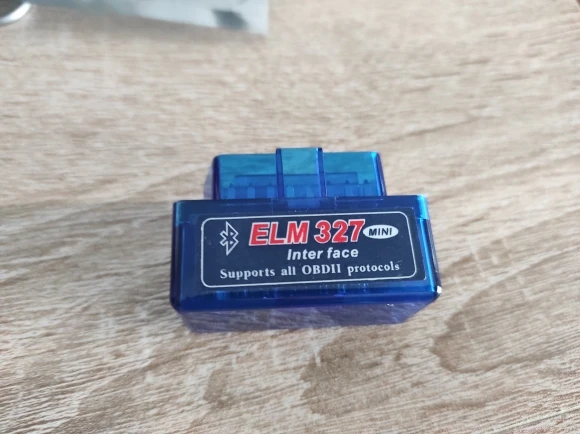 ELM 327 MINI
Inter face
Supports all OBDII protocols